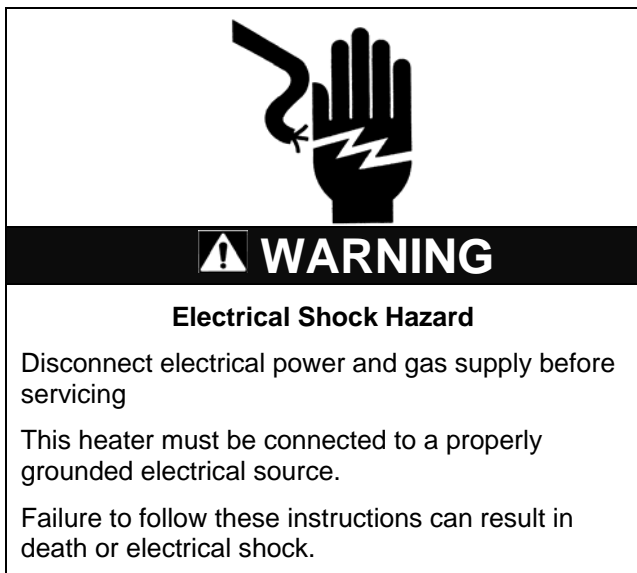 WARNING
Electrical Shock Hazard
Disconnect electrical power and gas supply before
servicing
This heater must be connected to a properly
grounded electrical source.
Failure to follow these instructions can result in
death or electrical shock.